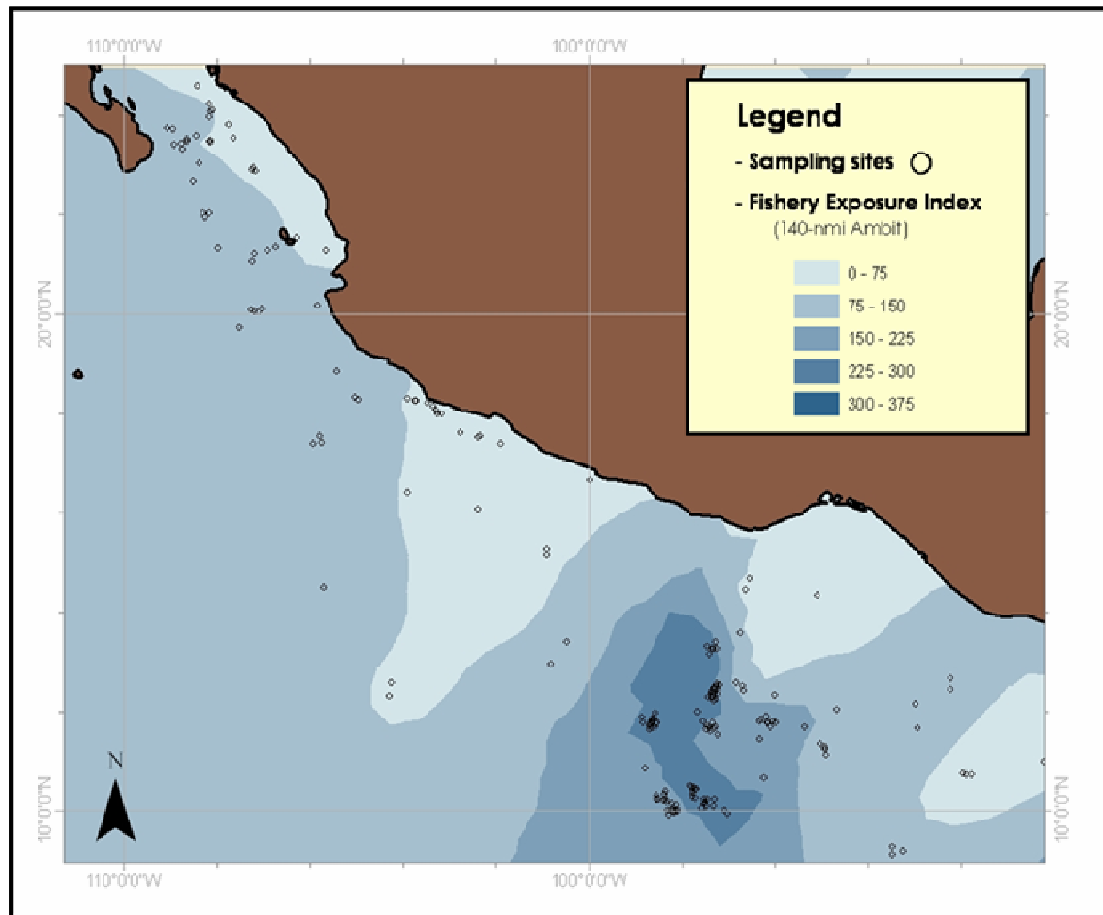 110°0'0"W 100°0'0"W
Legend
- Sampling sites
- Fishery Exposure Index
(140-nmi Ambit)
0 - 75
75 - 150
150 - 225
225 - 300
300 - 375
20°0'0"N 20°0'0"N
N
10°0'0"N 10°0'0"N
110°0'0"W 100°0'0"W